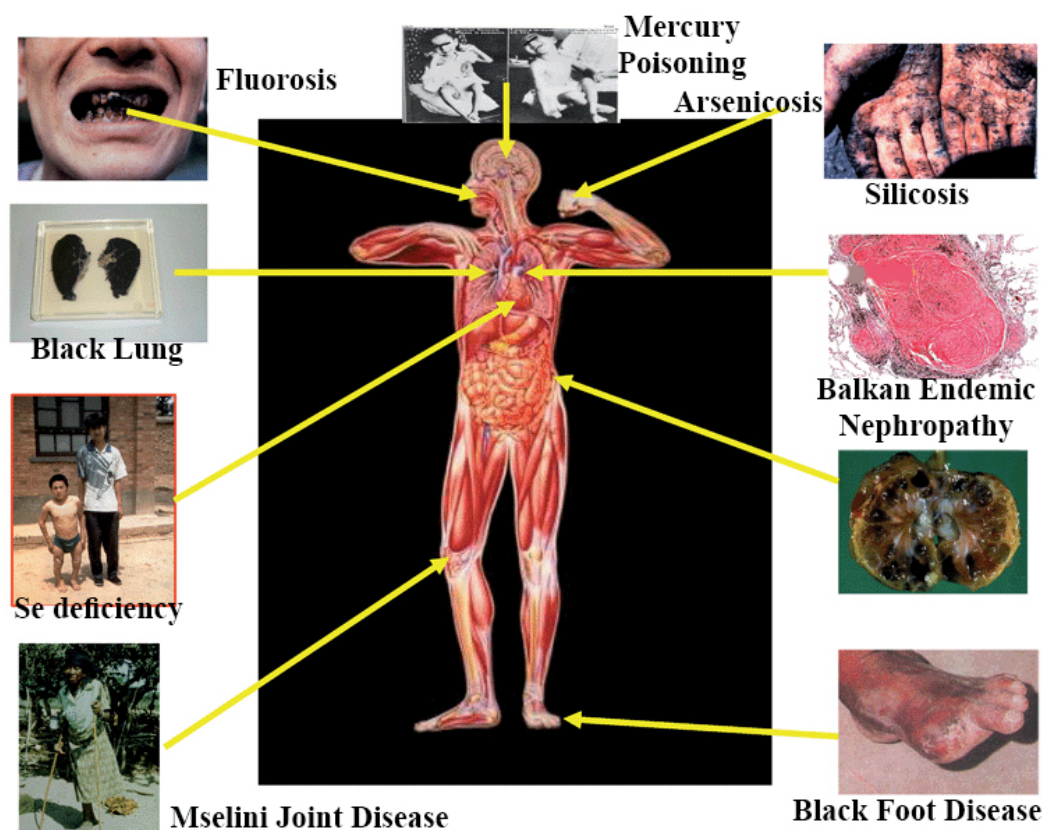 Mercury
Poisoning
Fluorosis
Arsenicosis
Silicosis
Black Lung
Balkan Endemic
Nephropathy
Se deficiency
Mselini Joint Disease
Black Foot Disease